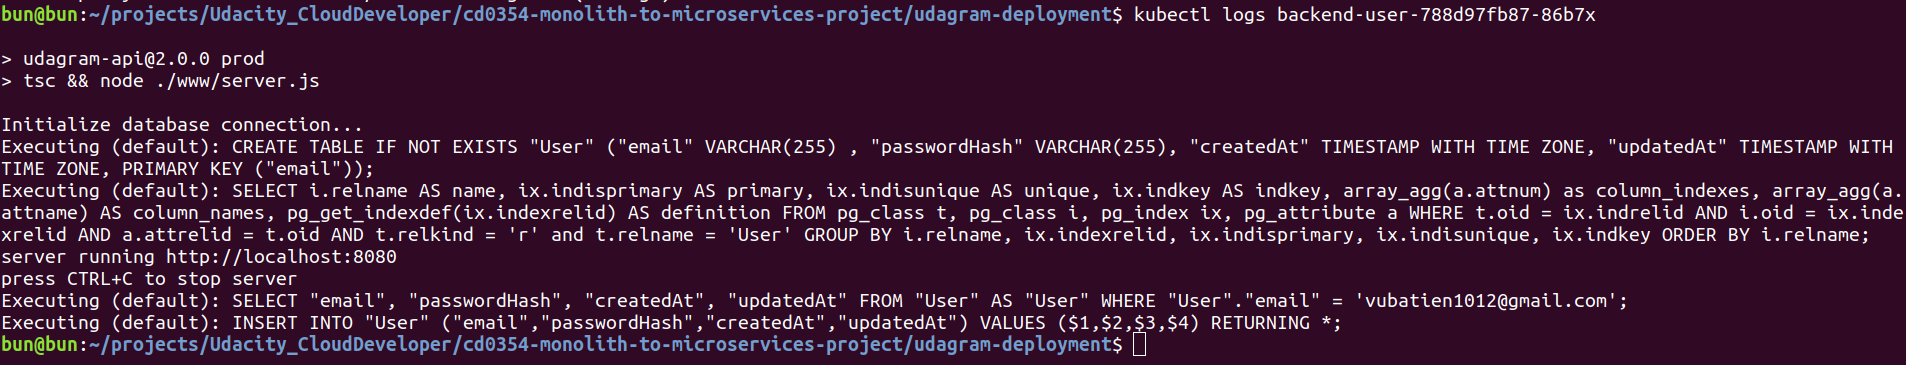 bun@bun:~/projects/Udacity_CloudDeveloper/cd0354-monolith-to-microservices-project/udagram-deployment$ kubectl logs backend-user-788d97fb87-86b7x
> udagram-api@2.0.0 prod
> tsc && node ./www/server.js
Initialize database connection...
Executing (default): CREATE TABLE IF NOT EXISTS "User" ("email" VARCHAR(255) , "passwordHash" VARCHAR(255), "createdAt" TIMESTAMP WITH TIME ZONE, "updatedAt" TIMESTAMP WITH
TIME ZONE, PRIMARY KEY ("email"));
Executing (default): SELECT i.relname AS name, ix.indisprimary AS primary, ix.indisunique AS unique, ix.indkey AS indkey, array_agg(a.attnum) as column_indexes, array_agg(a.
attname) AS column_names, pg_get_indexdef(ix.indexrelid) AS definition FROM pg_class t, pg_class i, pg_index ix, pg_attribute a WHERE t.oid = ix.indrelid AND i.oid = ix.inde
xrelid AND a.attrelid = t.oid AND t.relkind = 'r' and t.relname = 'User' GROUP BY i.relname, ix.indexrelid, ix.indisprimary, ix.indisunique, ix.indkey ORDER BY i.relname;
server running http://localhost:8080
press CTRL+C to stop server
Executing (default): SELECT "email", "passwordHash", "createdAt", "updatedAt" FROM "User" AS "User" WHERE "User"."email" = 'vubatien1012@gmail.com';
Executing (default): INSERT INTO "User" ("email","passwordHash","createdAt","updatedAt") VALUES ($1,$2,$3,$4) RETURNING *;
bun@bun:~/projects/Udacity_CloudDeveloper/cd0354-monolith-to-microservices-project/udagram-deployment$